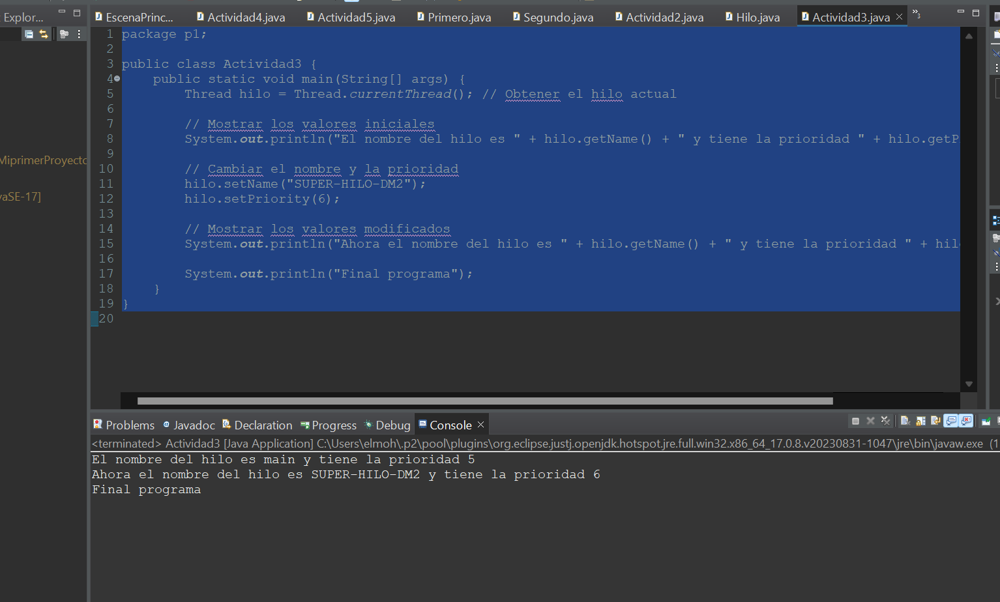 Explor...
EscenaPrinc...
Actividad4.java
Actividad5.java
Primero.java
Segundo.java
Actividad2.java
Hilo.java
Actividad3.java
3
1 package p1;
2
3 public class Actividad3 {
4 public static void main(String[] args) {
5 Thread hilo = Thread.currentThread(); // Obtener el hilo actual
6
7 // Mostrar los valores iniciales
8 System.out.println("El nombre del hilo es " + hilo.getName() + " y tiene la prioridad " + hilo.getP
9
10 // Cambiar el nombre y la prioridad
11 hilo.setName("SUPER-HILO-DM2");
12 hilo.setPriority(6);
13
14 // Mostrar los valores modificados
15 System.out.println("Ahora el nombre del hilo es " + hilo.getName() + " y tiene la prioridad " + hil
16
17 System.out.println("Final programa");
18 }
19 }
20
MiprimerProyecto
vaSE-17]
Problems
Javadoc
Declaration
Progress
Debug
Console
<terminated> Actividad3 [Java Application] C:\Users\elmoh\.p2\pool\plugins\org.eclipse.justj.openjdk.hotspot.jre.full.win32.x86_64_17.0.8.v20230831-1047\jre\bin\javaw.exe (1
El nombre del hilo es main y tiene la prioridad 5
Ahora el nombre del hilo es SUPER-HILO-DM2 y tiene la prioridad 6
Final programa